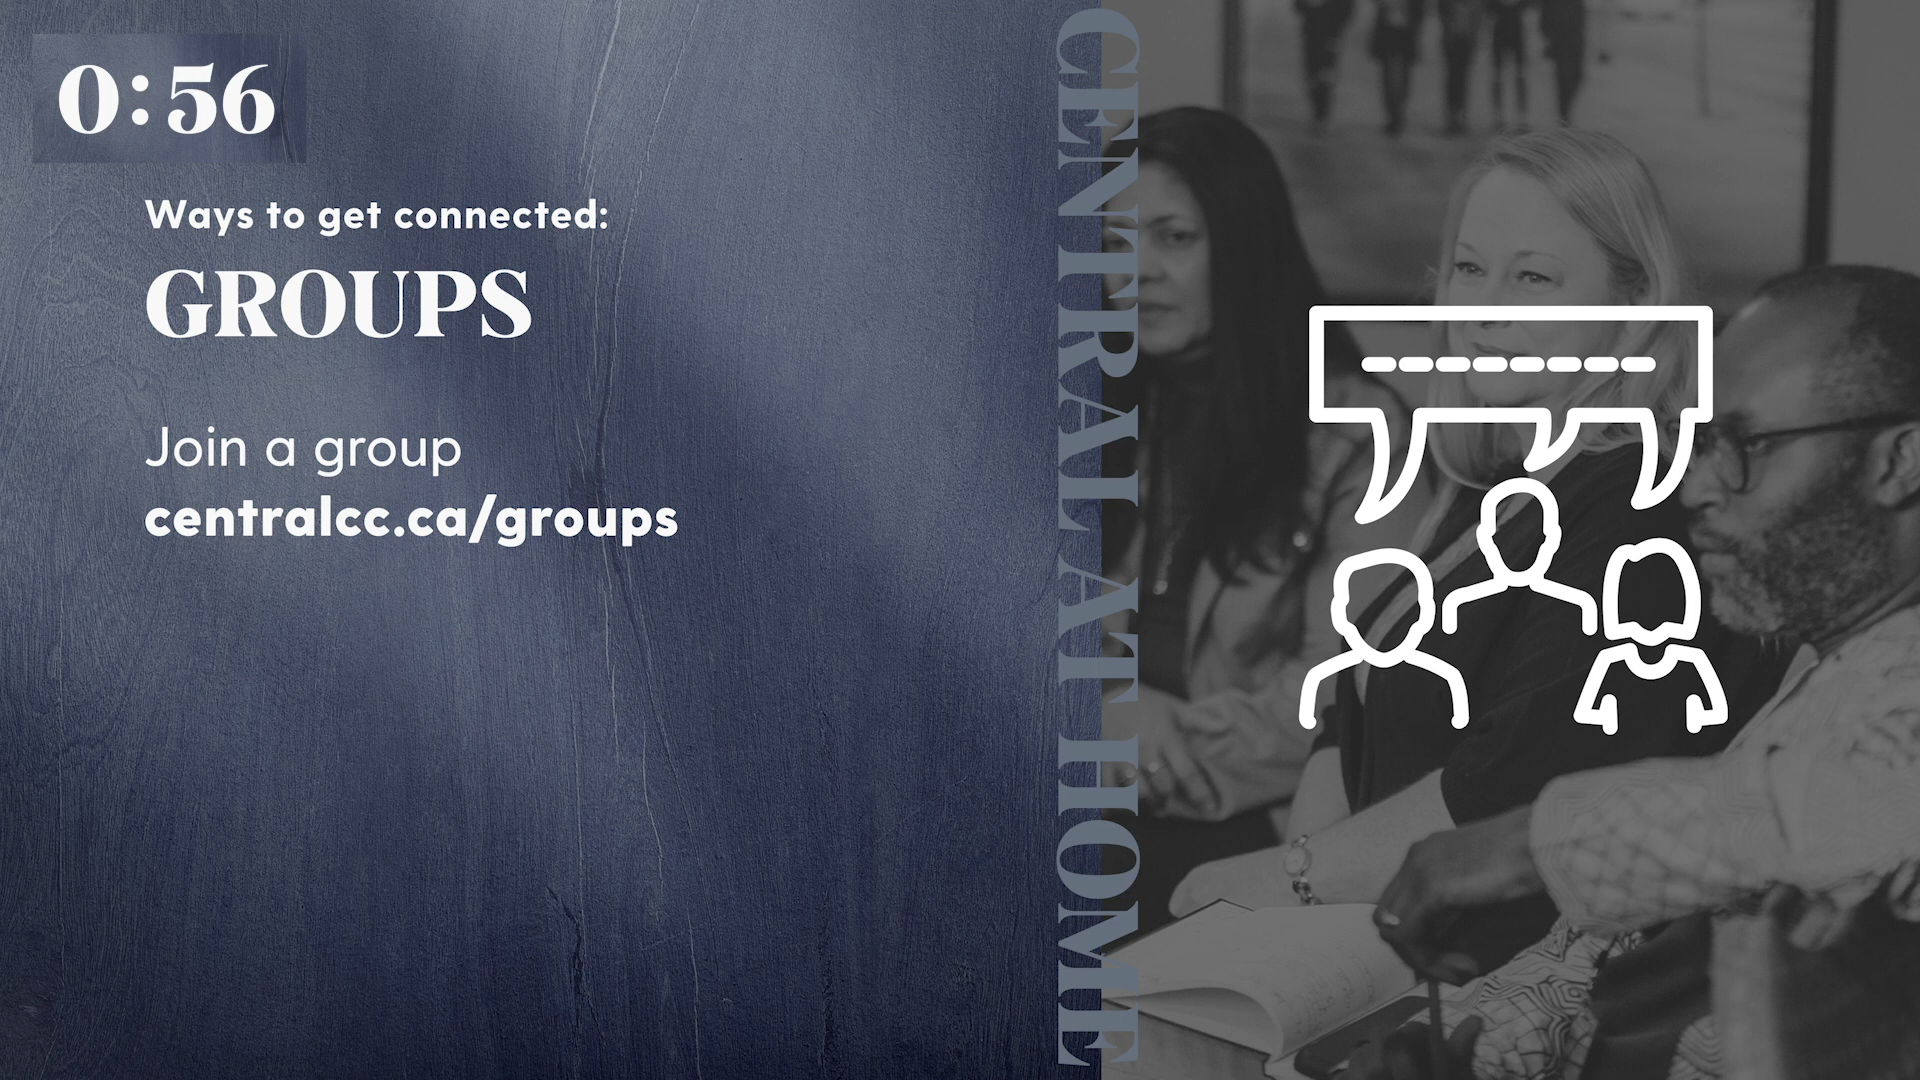 0:56
Ways to get connected:
GROUPS
Join a group
centralcc.ca/groups
CENTRAL AT HOME